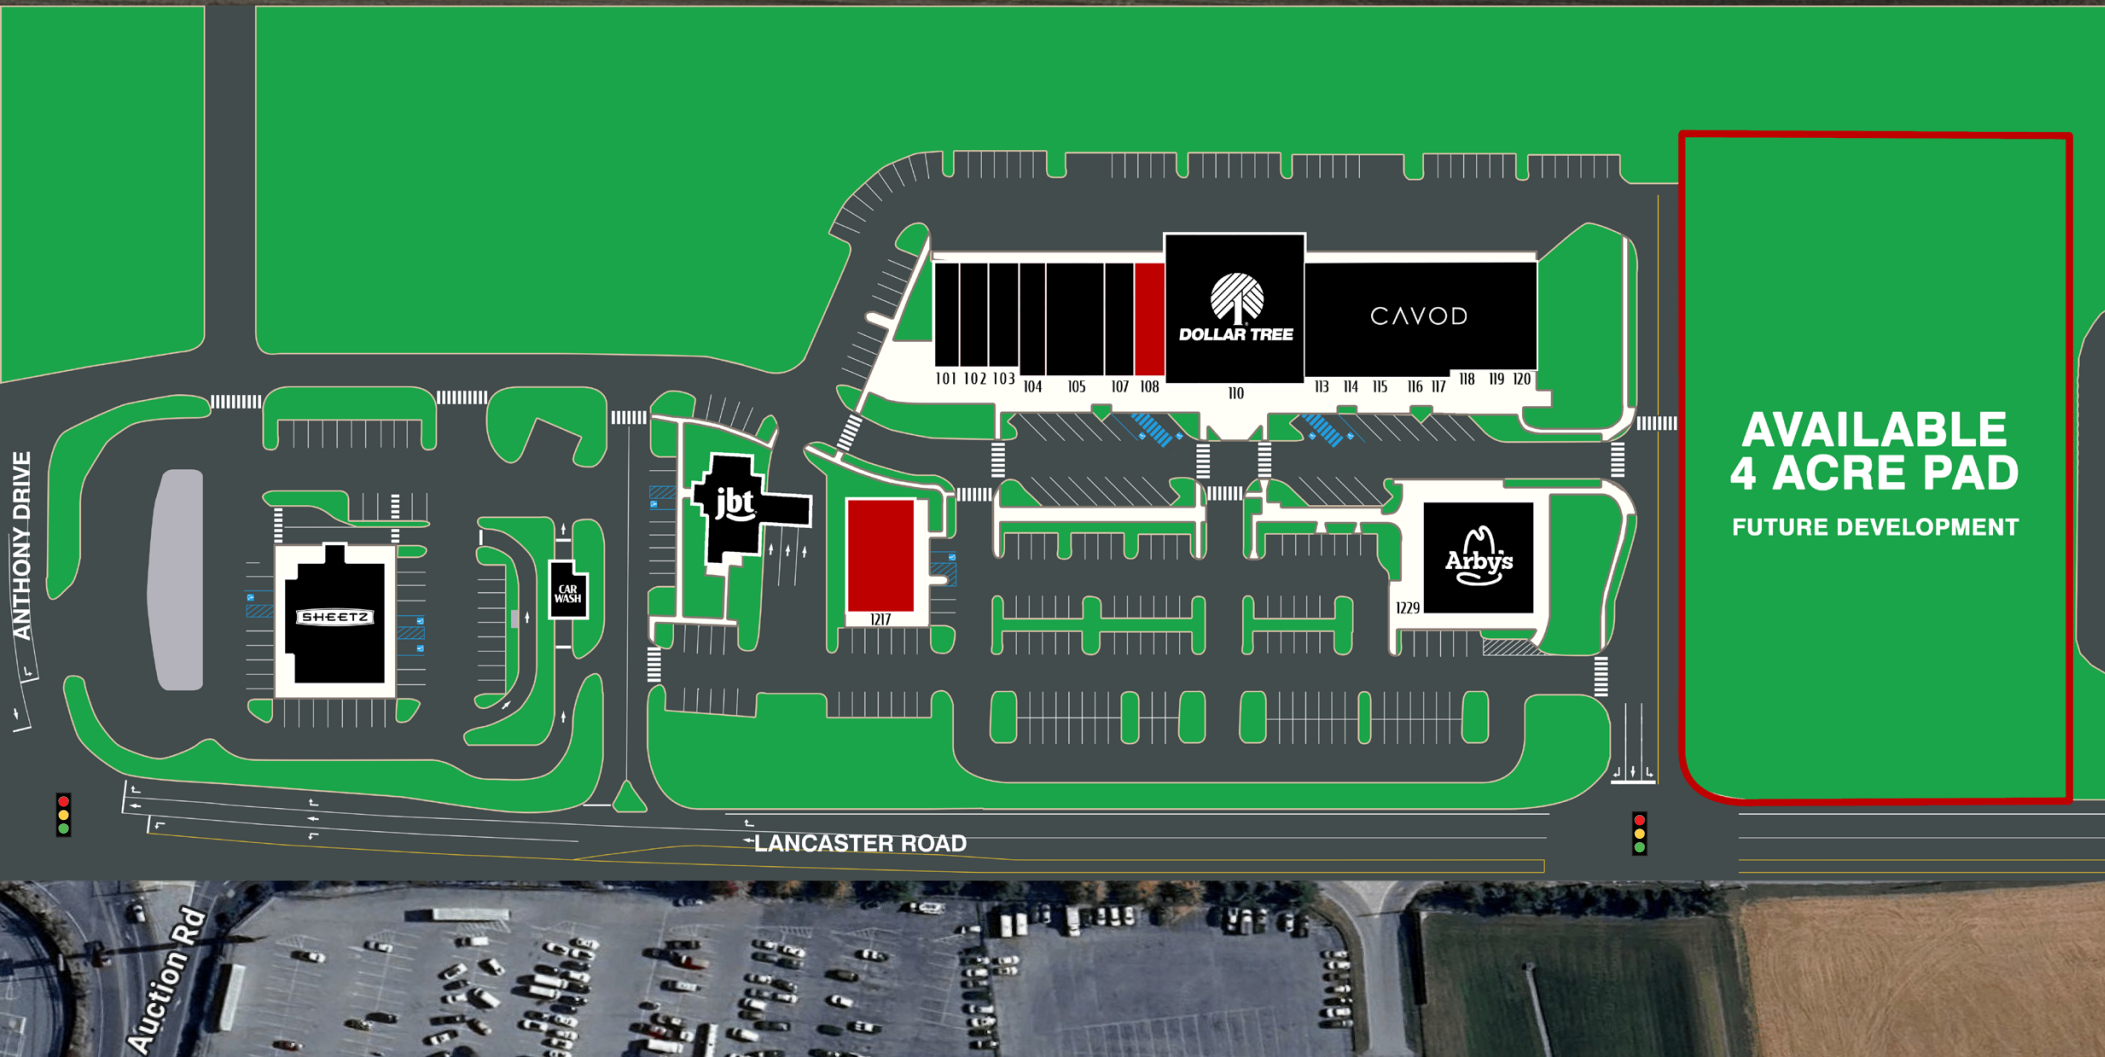 DOLLAR TREE
CAVOD
101 102 103 104 105 107 108 110 113 114 115 116 117 118 119 120
AVAILABLE
4 ACRE PAD
FUTURE DEVELOPMENT
ANTHONY DRIVE
jbt
Arby's
SHEETZ
CAR
WASH
1229
1217
LANCASTER ROAD
Auction Rd